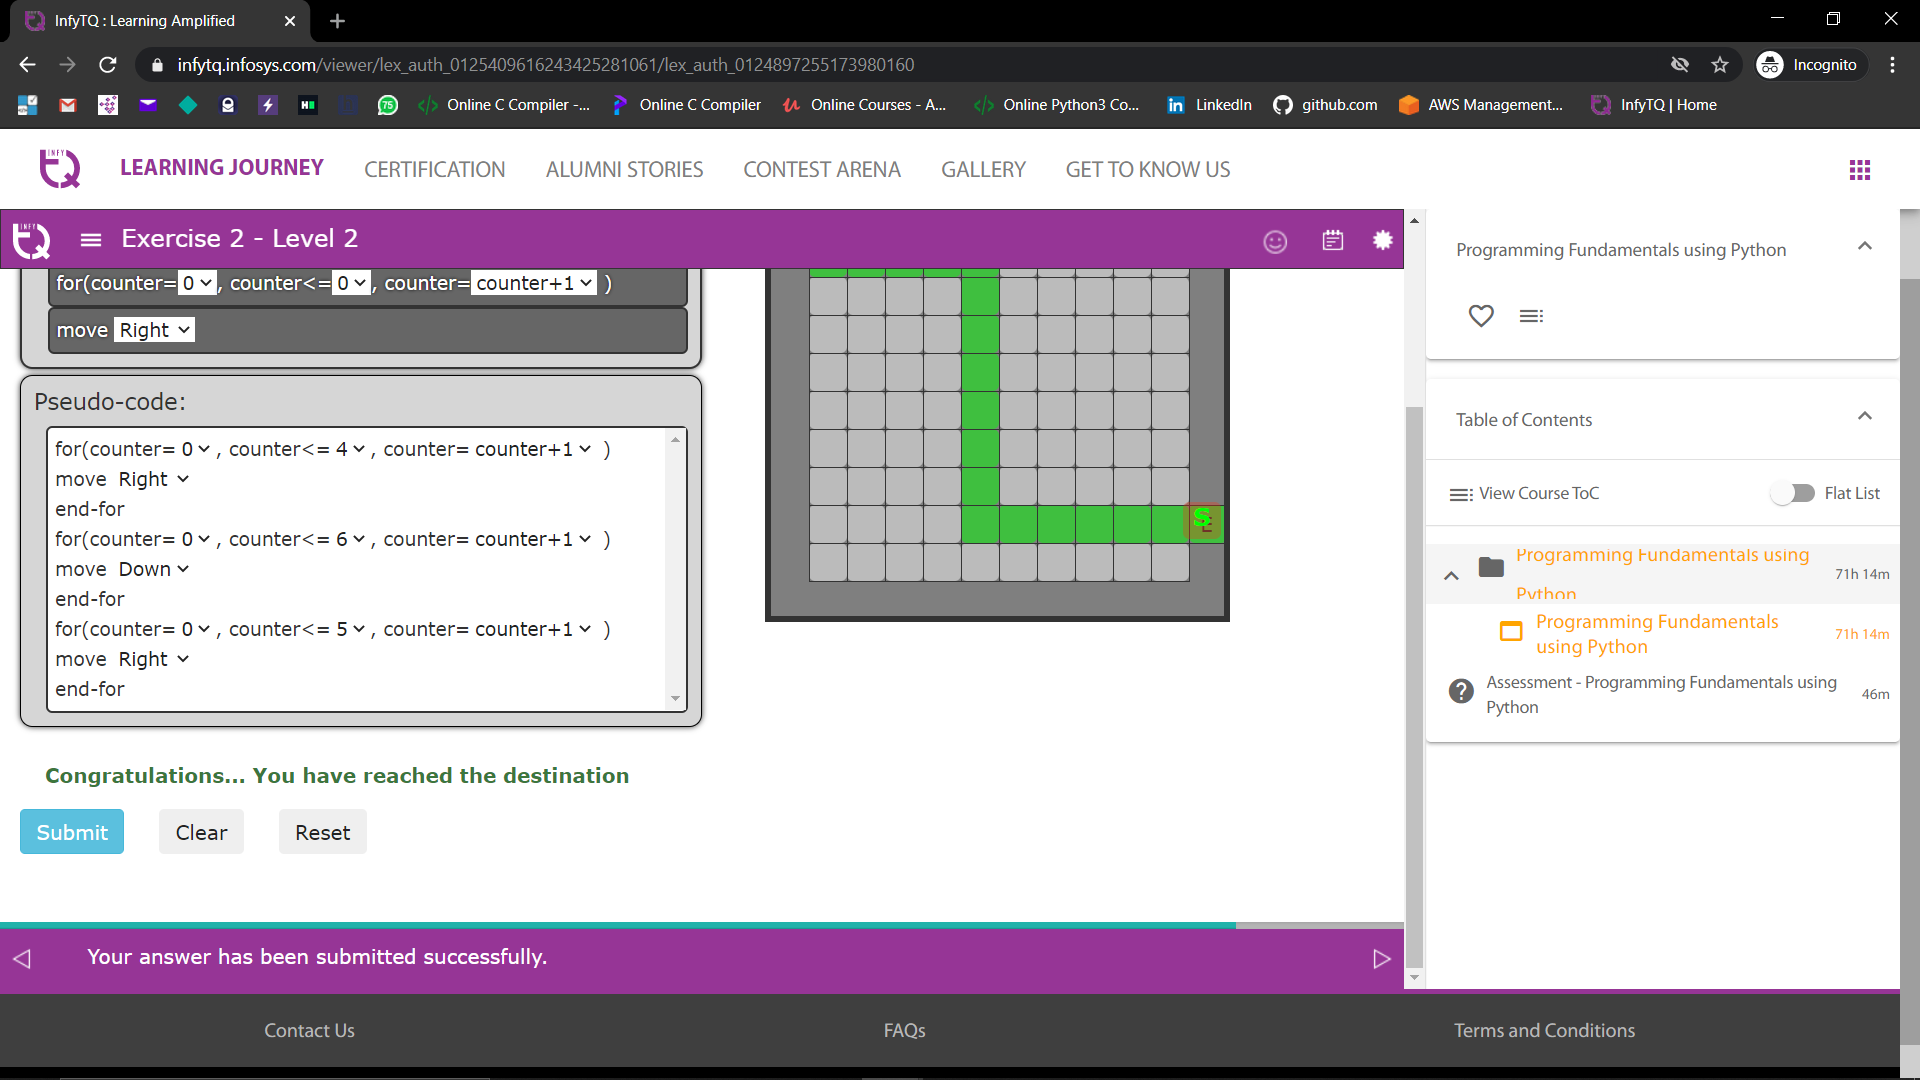 InfyTQ : Learning Amplified
infytq.infosys.com/viewer/lex_auth_0125409616243425281061/lex_auth_0124897255173980160
Incognito
75
Online C Compiler -...
Online C Compiler
Online Courses - A...
Online Python3 Co...
LinkedIn
github.com
AWS Management...
InfyTQ | Home
LEARNING JOURNEY
CERTIFICATION
ALUMNI STORIES
CONTEST ARENA
GALLERY
GET TO KNOW US
Exercise 2 - Level 2
for(counter= 0 , counter<= 0 , counter= counter+1 )
move Right
Pseudo-code:
for(counter= 0 , counter<= 4 , counter= counter+1 )
move Right
end-for
for(counter= 0 , counter<= 6 , counter= counter+1 )
move Down
end-for
for(counter= 0 , counter<= 5 , counter= counter+1 )
move Right
end-for
S
E
Congratulations... You have reached the destination
Submit
Clear
Reset
Your answer has been submitted successfully.
Programming Fundamentals using Python
Table of Contents
View Course ToC
Flat List
Programming Fundamentals using
Python
71h 14m
Programming Fundamentals
using Python
71h 14m
Assessment - Programming Fundamentals using
Python
46m
Contact Us
FAQs
Terms and Conditions